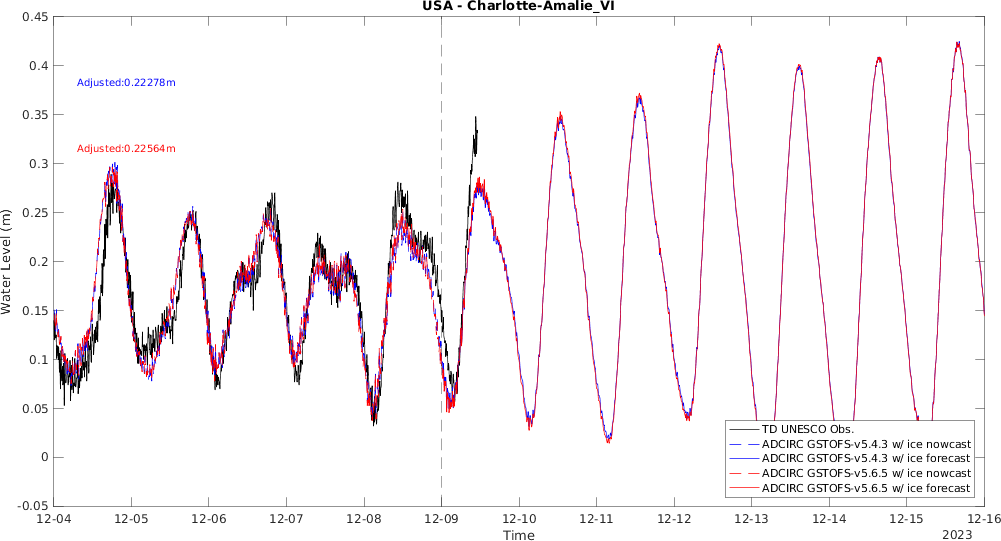 USA - Charlotte-Amalie_VI
0.45
0.4
0.35
0.3
0.25
0.2
0.15
0.1
0.05
0
-0.05
Water Level (m)
Adjusted:0.22278m
Adjusted:0.22564m
TD UNESCO Obs.
ADCIRC GSTOFS-v5.4.3 w/ ice nowcast
ADCIRC GSTOFS-v5.4.3 w/ ice forecast
ADCIRC GSTOFS-v5.6.5 w/ ice nowcast
ADCIRC GSTOFS-v5.6.5 w/ ice forecast
12-04 12-05 12-06 12-07 12-08 12-09 12-10 12-11 12-12 12-13 12-14 12-15 12-16
Time
2023